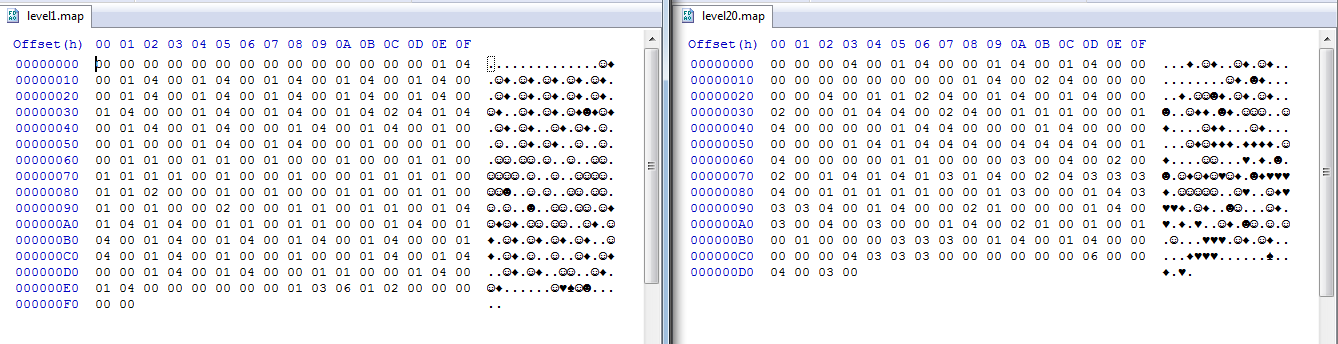 level1.map
Offset(h) 00 01 02 03 04 05 06 07 08 09 0A 0B 0C 0D 0E 0F
00000000 00 00 00 00 00 00 00 00 00 00 00 00 00 00 01 04 ..............☺♦
00000010 00 01 04 00 01 04 00 01 04 00 01 04 00 01 04 00 .☺♦.☺♦.☺♦.☺♦.☺♦.
00000020 00 01 04 00 01 04 00 01 04 00 01 04 00 01 04 00 .☺♦.☺♦.☺♦.☺♦.☺♦.
00000030 01 04 00 00 01 04 00 01 04 00 01 04 02 04 01 04 ☺♦..☺♦.☺♦.☺♦☻♦☺♦
00000040 00 01 04 00 01 04 00 00 01 04 00 01 04 00 01 00 .☺♦.☺♦..☺♦.☺♦.☺.
00000050 00 01 00 00 01 04 00 01 04 00 00 01 00 00 01 00 .☺..☺♦.☺♦..☺..☺.
00000060 00 01 01 00 01 01 00 01 00 00 01 00 00 01 01 00 .☺☺.☺☺.☺..☺..☺☺.
00000070 01 01 01 01 00 01 00 00 01 00 00 01 01 01 01 00 ☺☺☺☺.☺..☺..☺☺☺☺.
00000080 01 01 02 00 00 01 00 00 01 01 00 01 01 00 01 01 00
00000090 01 00 01 00 00 02 00 00 01 01 00 01 01 00 01 04 ☺.☺..☻..☺☺.☺☺.☺♦
000000A0 01 04 01 04 00 01 01 00 01 01 00 00 01 04 00 01 ☺♦☺♦.☺☺.☺☺..☺♦.☺
000000B0 04 00 01 04 00 01 04 00 01 04 00 01 04 00 00 01 ♦.☺♦.☺♦.☺♦.☺♦..☺
000000C0 04 00 01 04 00 01 04 00 01 04 00 01 04 00 01 04 ♦.☺♦.☺♦.☺♦.☺♦.☺♦
000000D0 00 00 01 04 00 01 04 00 00 01 01 00 00 01 04 00 ..☺♦.☺♦..☺☺..☺♦.
000000E0 01 04 00 00 00 00 00 00 01 03 06 01 02 00 00 00 ☺♦......☺♥♠☺☻...
000000F0 00 00 ..
level20.map
Offset(h) 00 01 02 03 04 05 06 07 08 09 0A 0B 0C 0D 0E 0F
00000000 00 00 00 04 00 01 04 00 00 01 04 00 01 04 00 00 ...♦.☺♦..☺♦.☺♦..
00000010 00 00 00 00 00 00 00 00 01 04 00 02 04 00 00 00 ........☺♦.☻♦...
00000020 00 00 04 00 01 01 02 04 00 01 04 00 01 04 00 00 ..♦.☺☺☻♦.☺♦.☺♦..
00000030 02 00 00 01 04 04 00 02 04 00 01 01 01 00 00 01 ☻..☺♦♦.☻♦.☺☺☺..☺
00000040 04 00 00 00 00 01 04 04 00 00 00 01 04 00 00 00 ♦....☺♦♦...☺♦...
00000050 00 00 00 01 04 01 04 04 04 00 04 04 04 04 01 04
00000060 04 00 00 00 00 01 01 00 00 00 03 00 04 00 02 00 ♦....☺☺...♥.♦.☻.
00000070 02 00 01 04 01 04 01 03 01 04 00 02 04 03 03 03 ☻.☺♦☺♦☺♥☺♦.☻♦♥♥♥
00000080 04 00 01 01 01 01 01 00 00 01 03 00 00 01 04 03 ♦.☺☺☺☺☺..☺♥..☺♦♥
00000090 03 03 04 00 01 04 00 00 02 01 00 00 00 01 04 00 ♥♥♦.☺♦..☻☺...☺♦.
000000A0 03 00 04 00 03 00 00 01 04 00 02 01 00 01 00 01
000000B0 00 01 00 00 00 03 03 03 00 01 04 00 01 04 00 00 .☺...♥♥♥.☺♦.☺♦..
000000C0 00 00 00 04 03 03 03 00 00 00 00 00 00 06 00 00 ...♦♥♥♥......♠..
000000D0 04 00 03 00 ♦.♥.